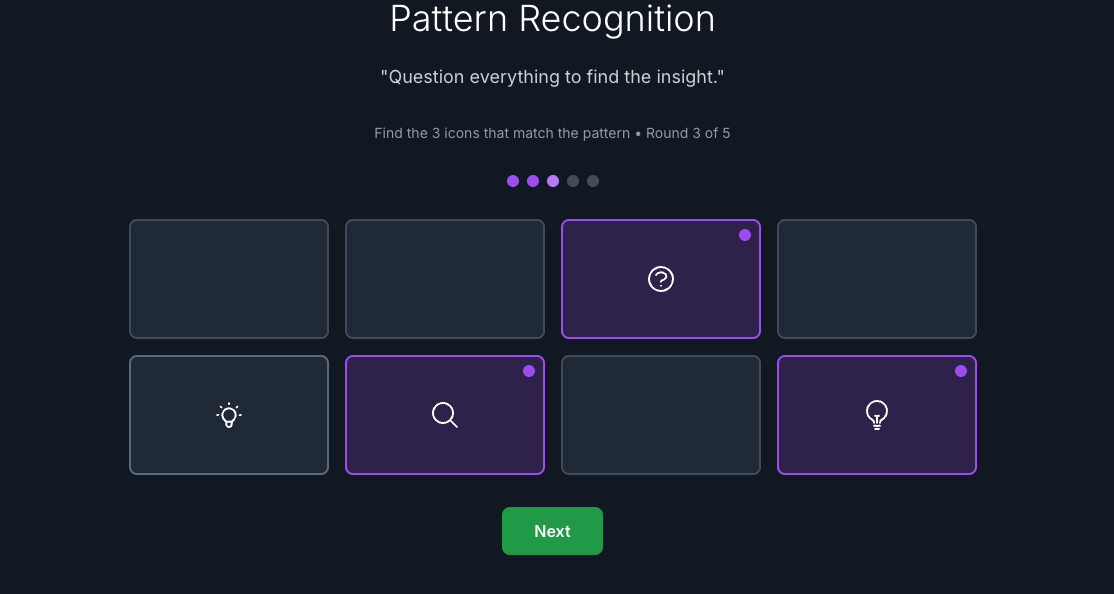 Pattern Recognition
"Question everything to find the insight."
Find the 3 icons that match the pattern • Round 3 of 5
Next